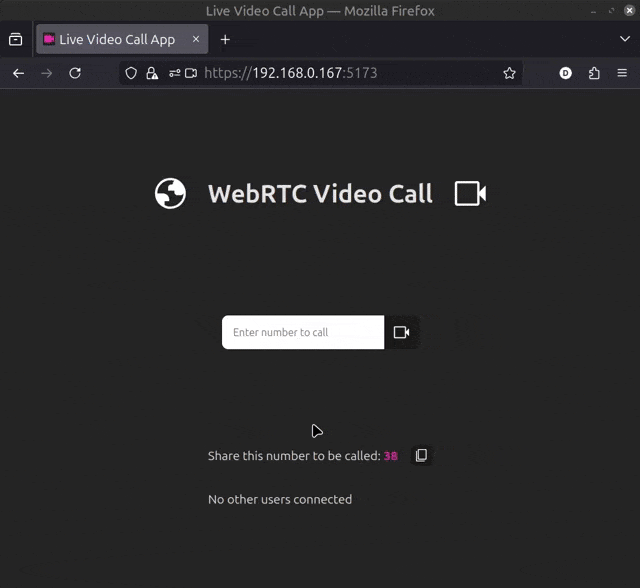 Live Video Call App — Mozilla Firefox
Live Video Call App
https://192.168.0.167:5173
D
WebRTC Video Call
Enter number to call
Share this number to be called: 38
No other users connected